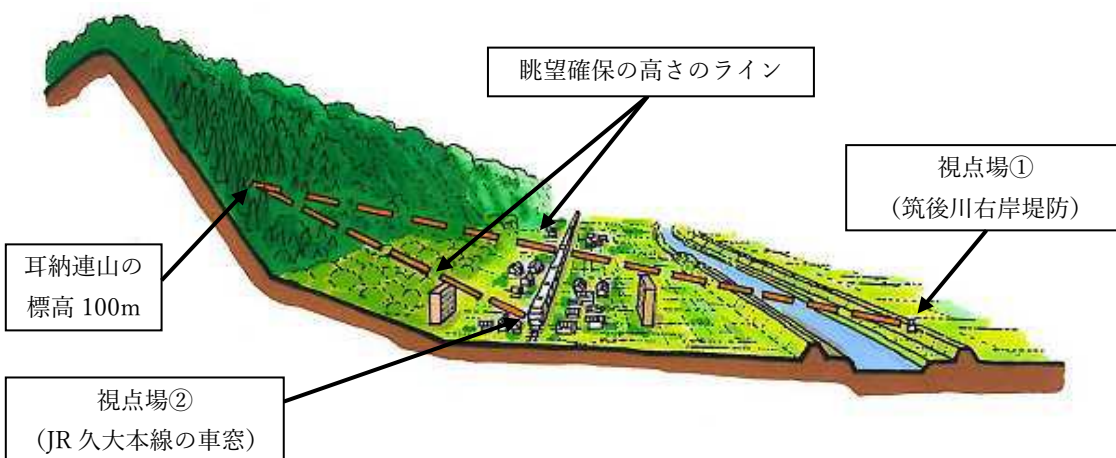 眺望確保の高さのライン
視点場①
（筑後川右岸堤防）
耳納連山の
標高 100m
視点場②
（JR 久大本線の車窓）